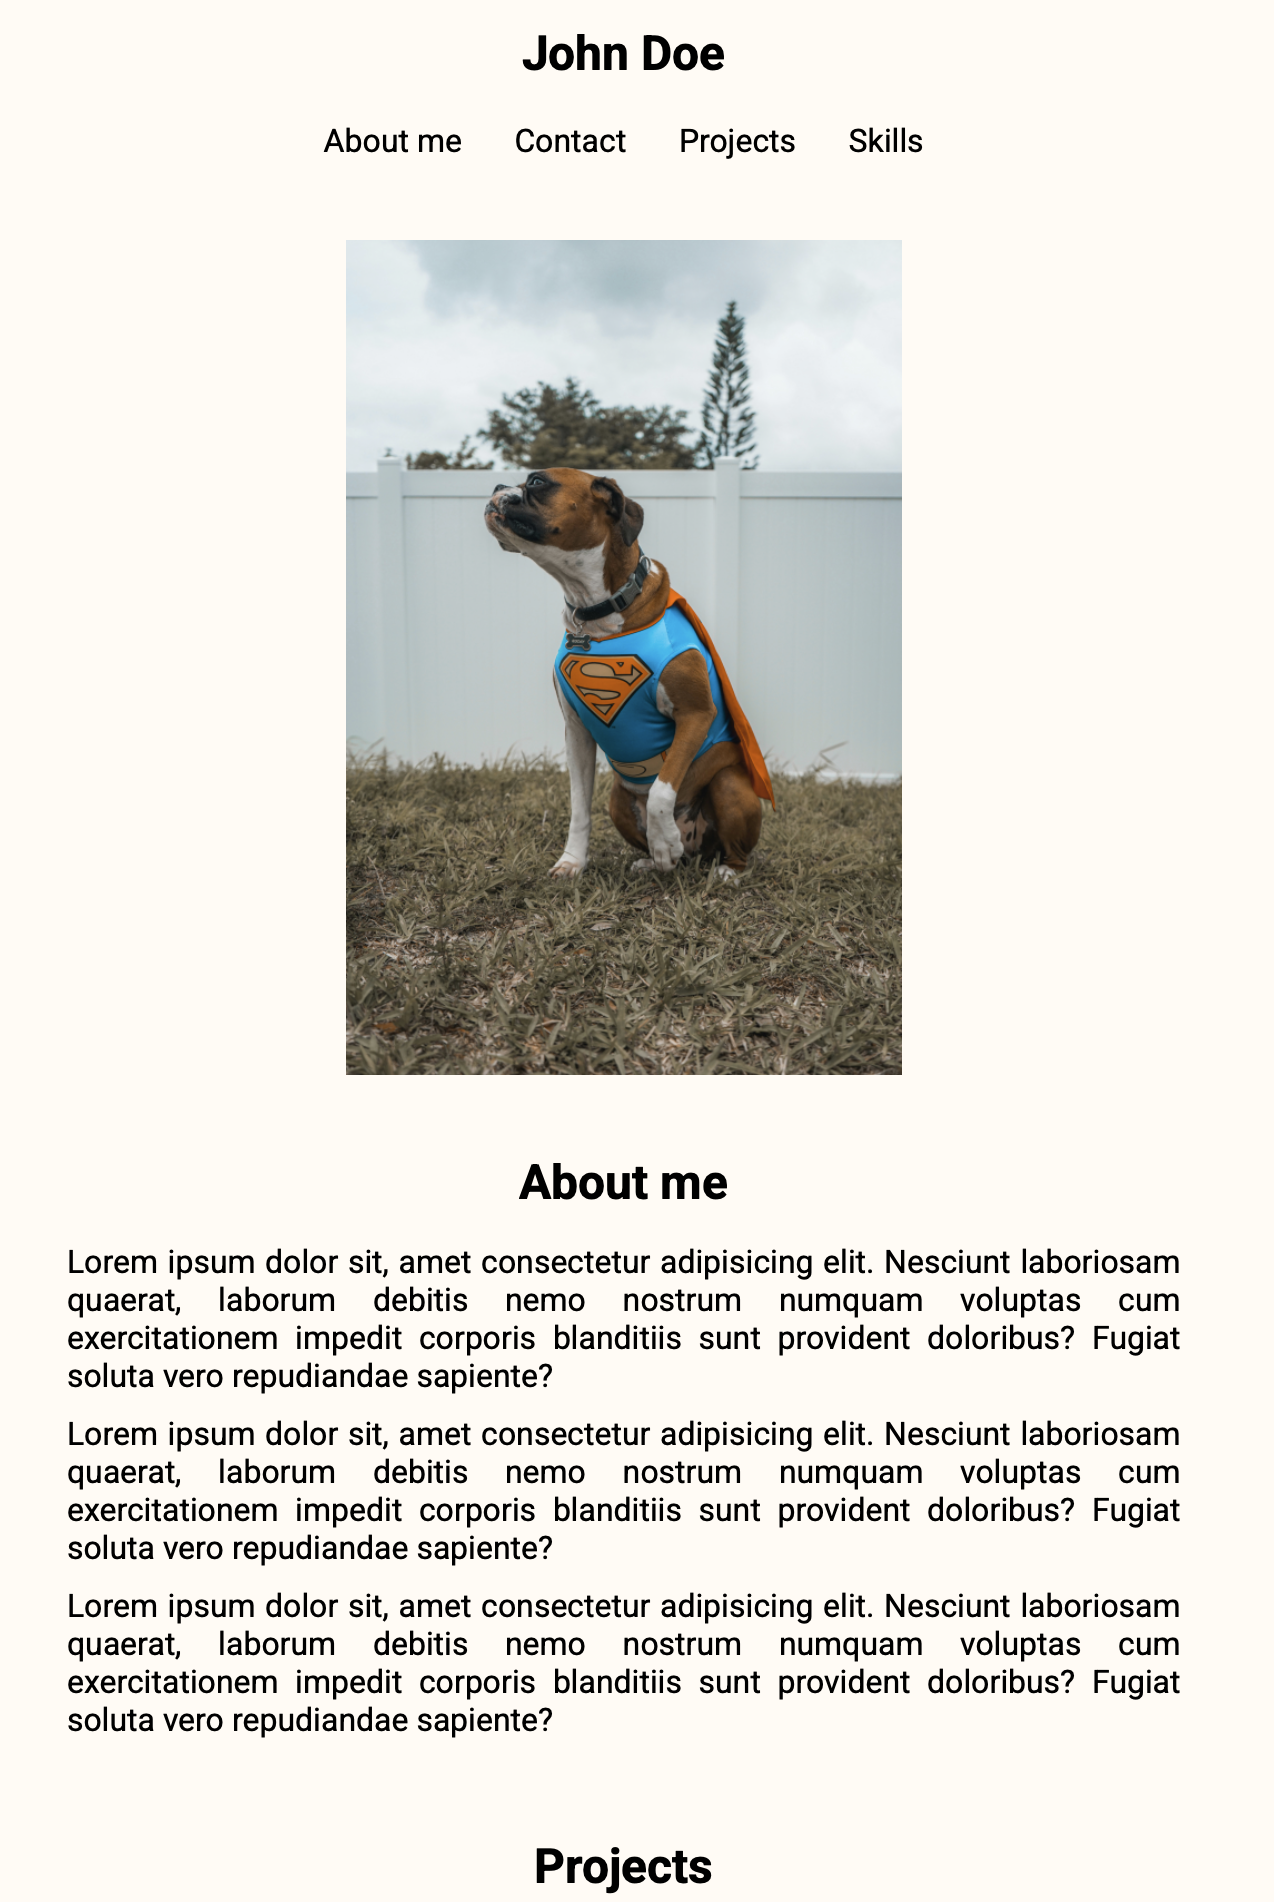 John Doe
About me Contact Projects Skills
S
About me
Lorem ipsum dolor sit, amet consectetur adipisicing elit. Nesciunt laboriosam
quaerat, laborum debitis nemo nostrum numquam voluptas cum
exercitationem impedit corporis blanditiis sunt provident doloribus? Fugiat
soluta vero repudiandae sapiente?
Lorem ipsum dolor sit, amet consectetur adipisicing elit. Nesciunt laboriosam
quaerat, laborum debitis nemo nostrum numquam voluptas cum
exercitationem impedit corporis blanditiis sunt provident doloribus? Fugiat
soluta vero repudiandae sapiente?
Lorem ipsum dolor sit, amet consectetur adipisicing elit. Nesciunt laboriosam
quaerat, laborum debitis nemo nostrum numquam voluptas cum
exercitationem impedit corporis blanditiis sunt provident doloribus? Fugiat
soluta vero repudiandae sapiente?
Projects